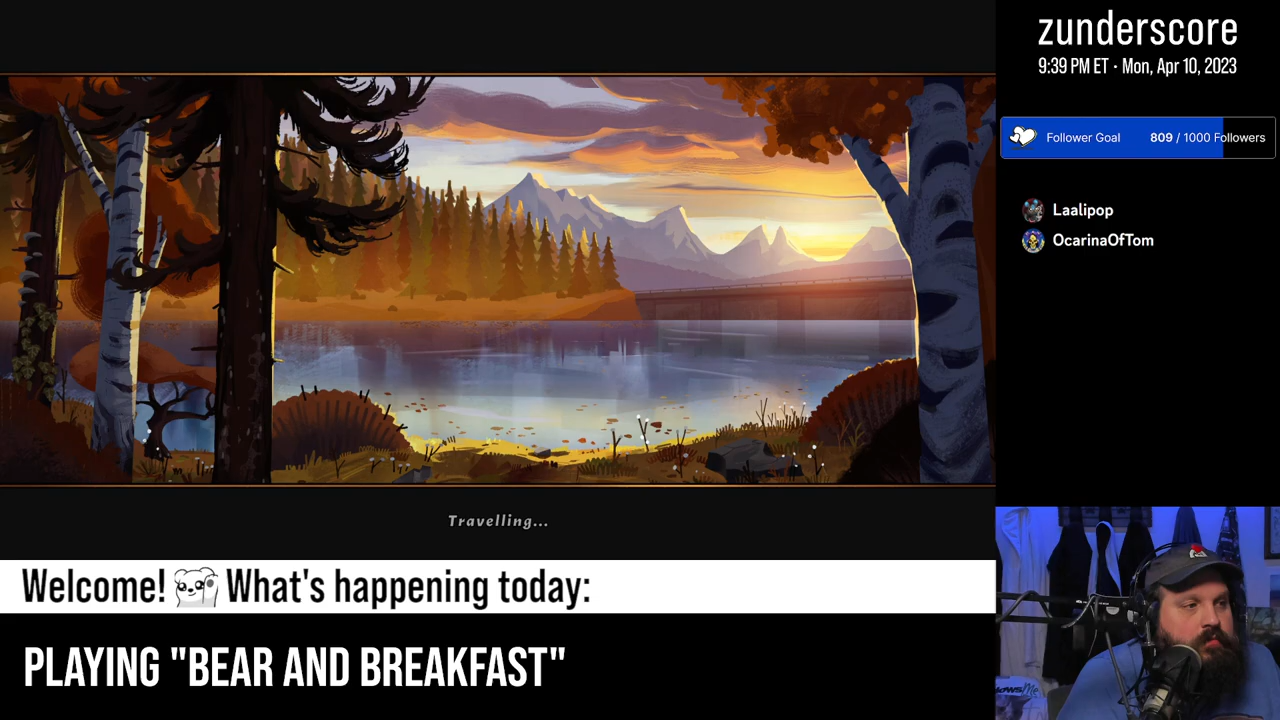 zunderscore
9:39 PM ET · Mon, Apr 10, 2023
Follower Goal 809 / 1000 Followers
Laalipop
OcarinaOfTom
Travelling...
Welcome! What's happening today:
PLAYING "BEAR AND BREAKFAST"